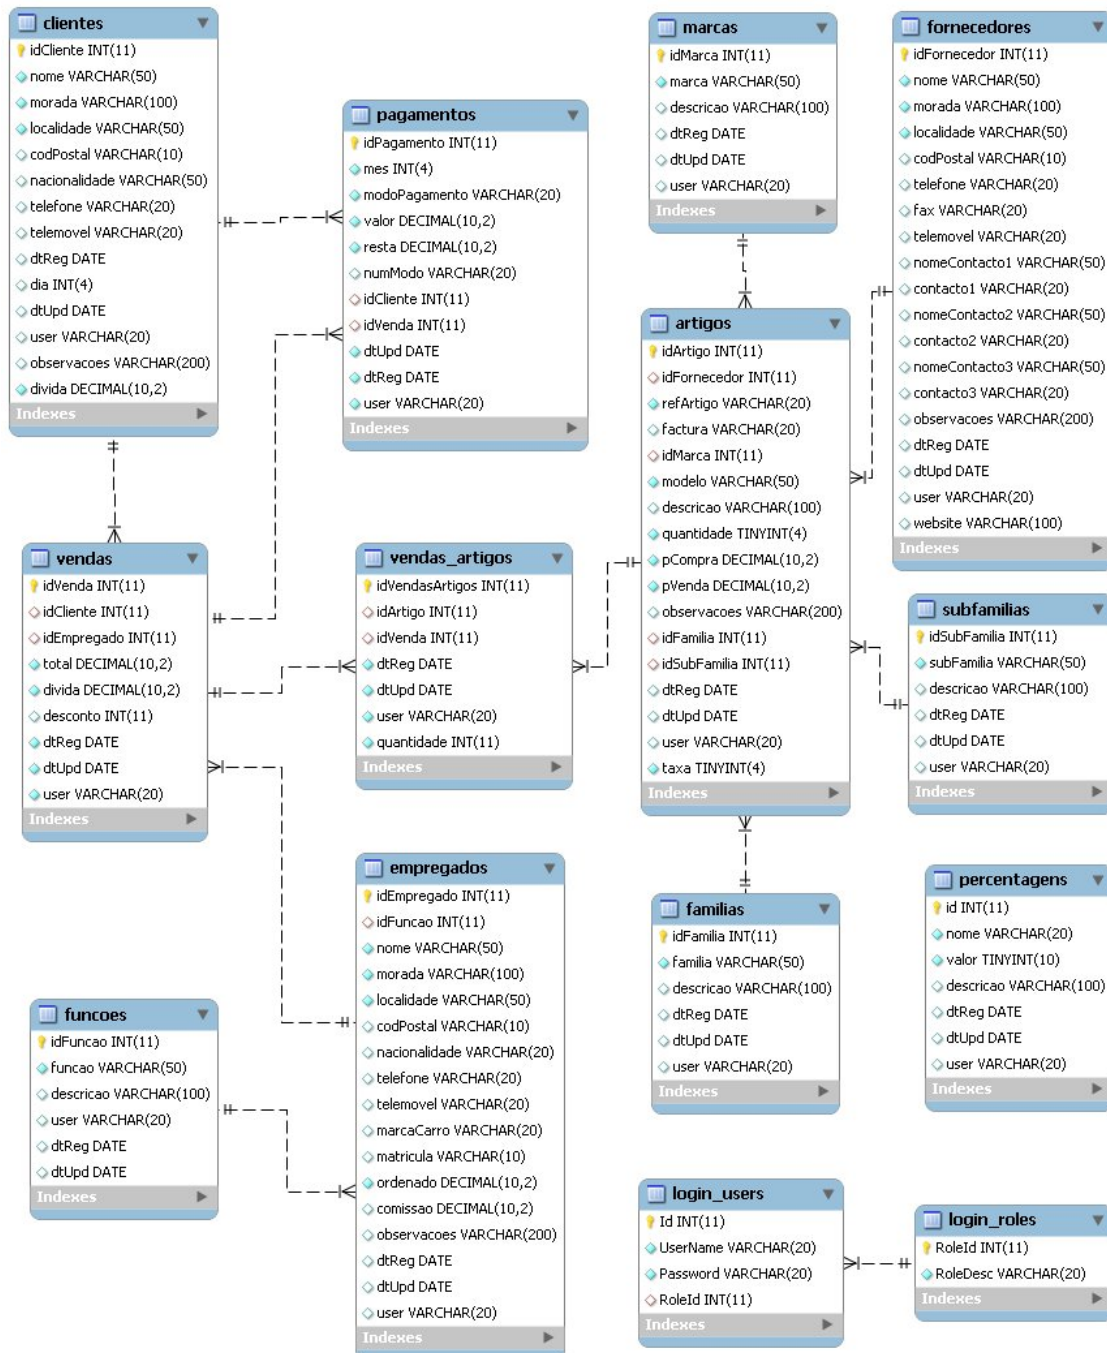 clientes
idCliente INT(11)
nome VARCHAR(50)
morada VARCHAR(100)
localidade VARCHAR(50)
codPostal VARCHAR(10)
nacionalidade VARCHAR(50)
telefone VARCHAR(20)
telemovel VARCHAR(20)
dtReg DATE
dia INT(4)
dtUpd DATE
user VARCHAR(20)
observacoes VARCHAR(200)
divida DECIMAL(10,2)
Indexes
pagamentos
idPagamento INT(11)
mes INT(4)
modoPagamento VARCHAR(20)
valor DECIMAL(10,2)
resta DECIMAL(10,2)
numModo VARCHAR(20)
idCliente INT(11)
idVenda INT(11)
dtUpd DATE
dtReg DATE
user VARCHAR(20)
Indexes
marcas
idMarca INT(11)
marca VARCHAR(50)
descricao VARCHAR(100)
dtReg DATE
dtUpd DATE
user VARCHAR(20)
Indexes
fornecedores
idFornecedor INT(11)
nome VARCHAR(50)
morada VARCHAR(100)
localidade VARCHAR(50)
codPostal VARCHAR(10)
telefone VARCHAR(20)
fax VARCHAR(20)
telemovel VARCHAR(20)
nomeContacto1 VARCHAR(50)
contacto1 VARCHAR(20)
nomeContacto2 VARCHAR(50)
contacto2 VARCHAR(20)
nomeContacto3 VARCHAR(50)
contacto3 VARCHAR(20)
observacoes VARCHAR(200)
dtReg DATE
dtUpd DATE
user VARCHAR(20)
website VARCHAR(100)
Indexes
artigos
idArtigo INT(11)
idFornecedor INT(11)
refArtigo VARCHAR(20)
factura VARCHAR(20)
idMarca INT(11)
modelo VARCHAR(50)
descricao VARCHAR(100)
quantidade TINYINT(4)
pCompra DECIMAL(10,2)
pVenda DECIMAL(10,2)
observacoes VARCHAR(200)
idFamilia INT(11)
idSubFamilia INT(11)
dtReg DATE
dtUpd DATE
user VARCHAR(20)
taxa TINYINT(4)
Indexes
vendas
idVenda INT(11)
idCliente INT(11)
idEmpregado INT(11)
total DECIMAL(10,2)
divida DECIMAL(10,2)
desconto INT(11)
dtReg DATE
dtUpd DATE
user VARCHAR(20)
Indexes
vendas_artigos
idVendasArtigos INT(11)
idArtigo INT(11)
idVenda INT(11)
dtReg DATE
dtUpd DATE
user VARCHAR(20)
quantidade INT(11)
Indexes
subfamilias
idSubFamilia INT(11)
subFamilia VARCHAR(50)
descricao VARCHAR(100)
dtReg DATE
dtUpd DATE
user VARCHAR(20)
Indexes
empregados
idEmpregado INT(11)
idFuncao INT(11)
nome VARCHAR(50)
morada VARCHAR(100)
localidade VARCHAR(50)
codPostal VARCHAR(10)
nacionalidade VARCHAR(20)
telefone VARCHAR(20)
telemovel VARCHAR(20)
marcaCarro VARCHAR(20)
matricula VARCHAR(10)
ordenado DECIMAL(10,2)
comissao DECIMAL(10,2)
observacoes VARCHAR(200)
dtReg DATE
dtUpd DATE
user VARCHAR(20)
Indexes
familias
idFamilia INT(11)
familia VARCHAR(50)
descricao VARCHAR(100)
dtReg DATE
dtUpd DATE
user VARCHAR(20)
Indexes
percentagens
id INT(11)
nome VARCHAR(20)
valor TINYINT(10)
descricao VARCHAR(100)
dtReg DATE
dtUpd DATE
user VARCHAR(20)
Indexes
funcoes
idFuncao INT(11)
funcao VARCHAR(50)
descricao VARCHAR(100)
user VARCHAR(20)
dtReg DATE
dtUpd DATE
Indexes
login_users
Id INT(11)
UserName VARCHAR(20)
Password VARCHAR(20)
RoleId INT(11)
Indexes
login_roles
RoleId INT(11)
RoleDesc VARCHAR(20)
Indexes